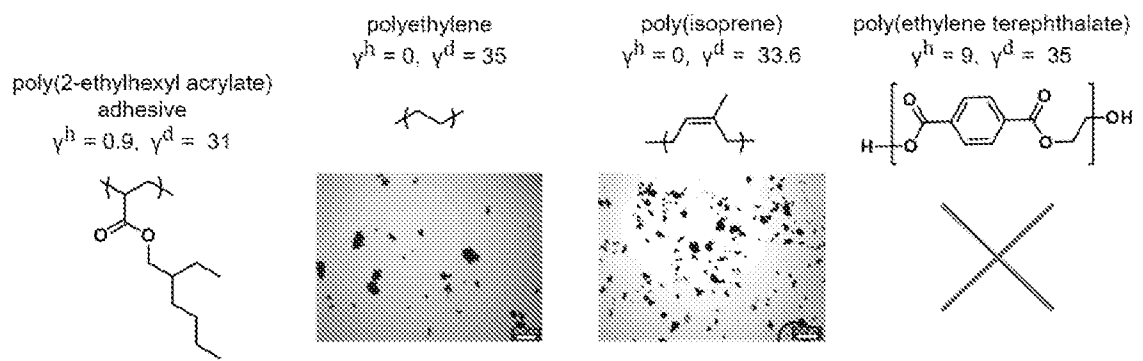 poly(2-ethylhexyl acrylate)
adhesive
γʰ = 0.9, γᵈ = 31
O
O
polyethylene
γʰ = 0, γᵈ = 35
poly(isoprene)
γʰ = 0, γᵈ = 33.6
poly(ethylene terephthalate)
γʰ = 9, γᵈ = 35
O
O
OH
H
O
O